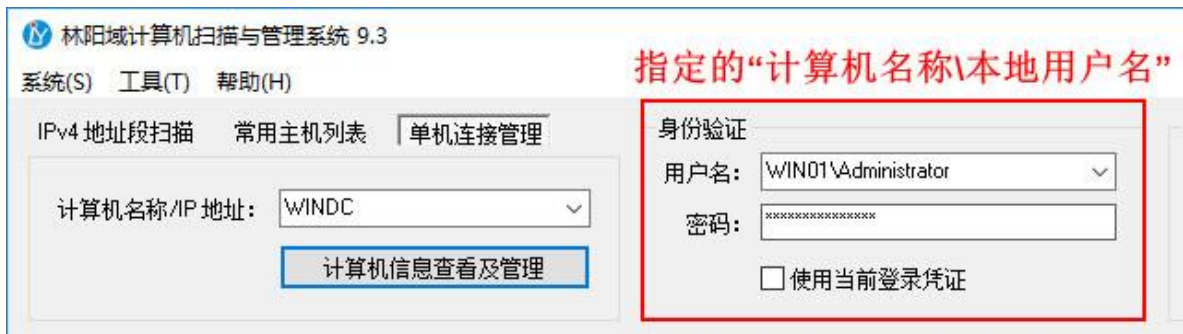 林阳域计算机扫描与管理系统 9.3
指定的“计算机名称\本地用户名”
系统(S) 工具(T) 帮助(H)
IPv4 地址段扫描 常用主机列表 单机连接管理
计算机名称/IP 地址： WINDC
计算机信息查看及管理
身份验证
用户名： WIN01\Administrator
密码： ***************
使用当前登录凭证